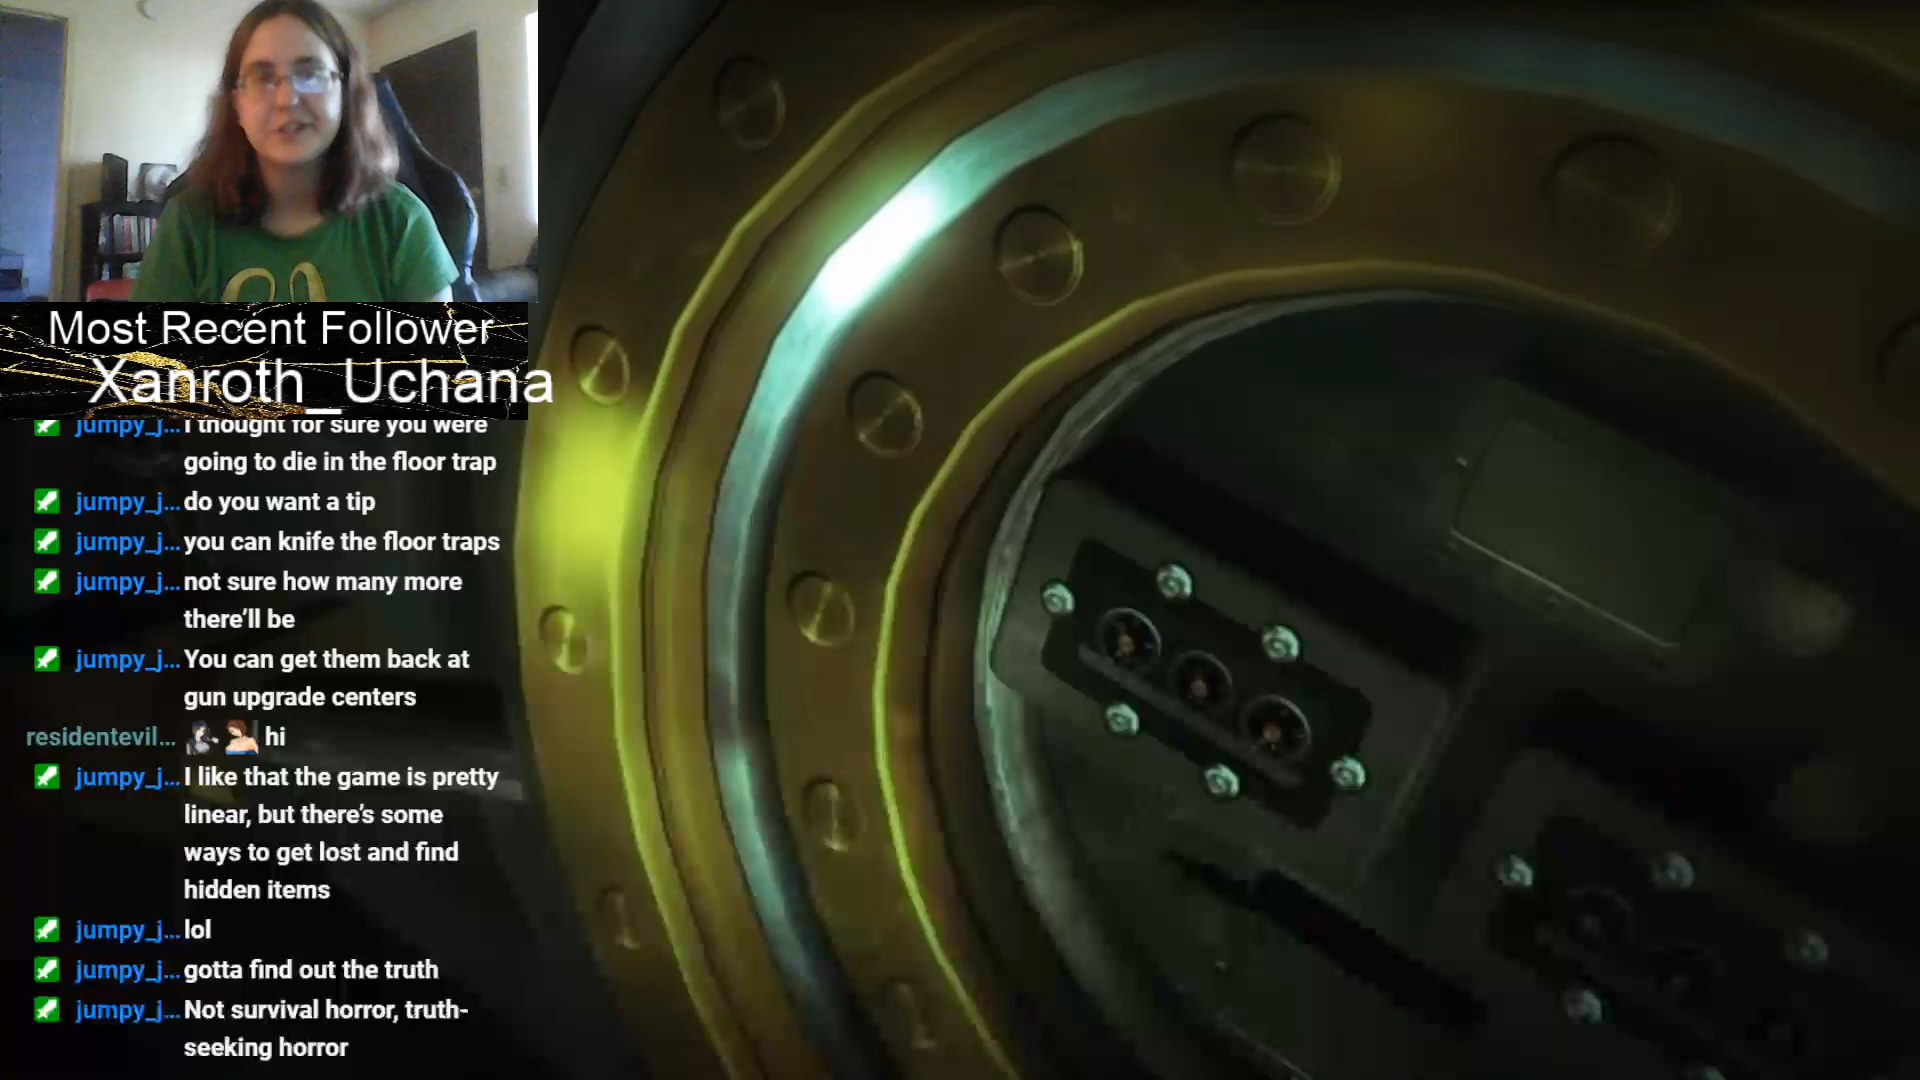 Most Recent Follower
Xanroth_Uchana
jumpy_j... I thought for sure you were
going to die in the floor trap
jumpy_j... do you want a tip
jumpy_j... you can knife the floor traps
jumpy_j... not sure how many more
there'll be
jumpy_j... You can get them back at
gun upgrade centers
residentevil... hi
jumpy_j... I like that the game is pretty
linear, but there's some
ways to get lost and find
hidden items
jumpy_j... lol
jumpy_j... gotta find out the truth
jumpy_j... Not survival horror, truth-
seeking horror